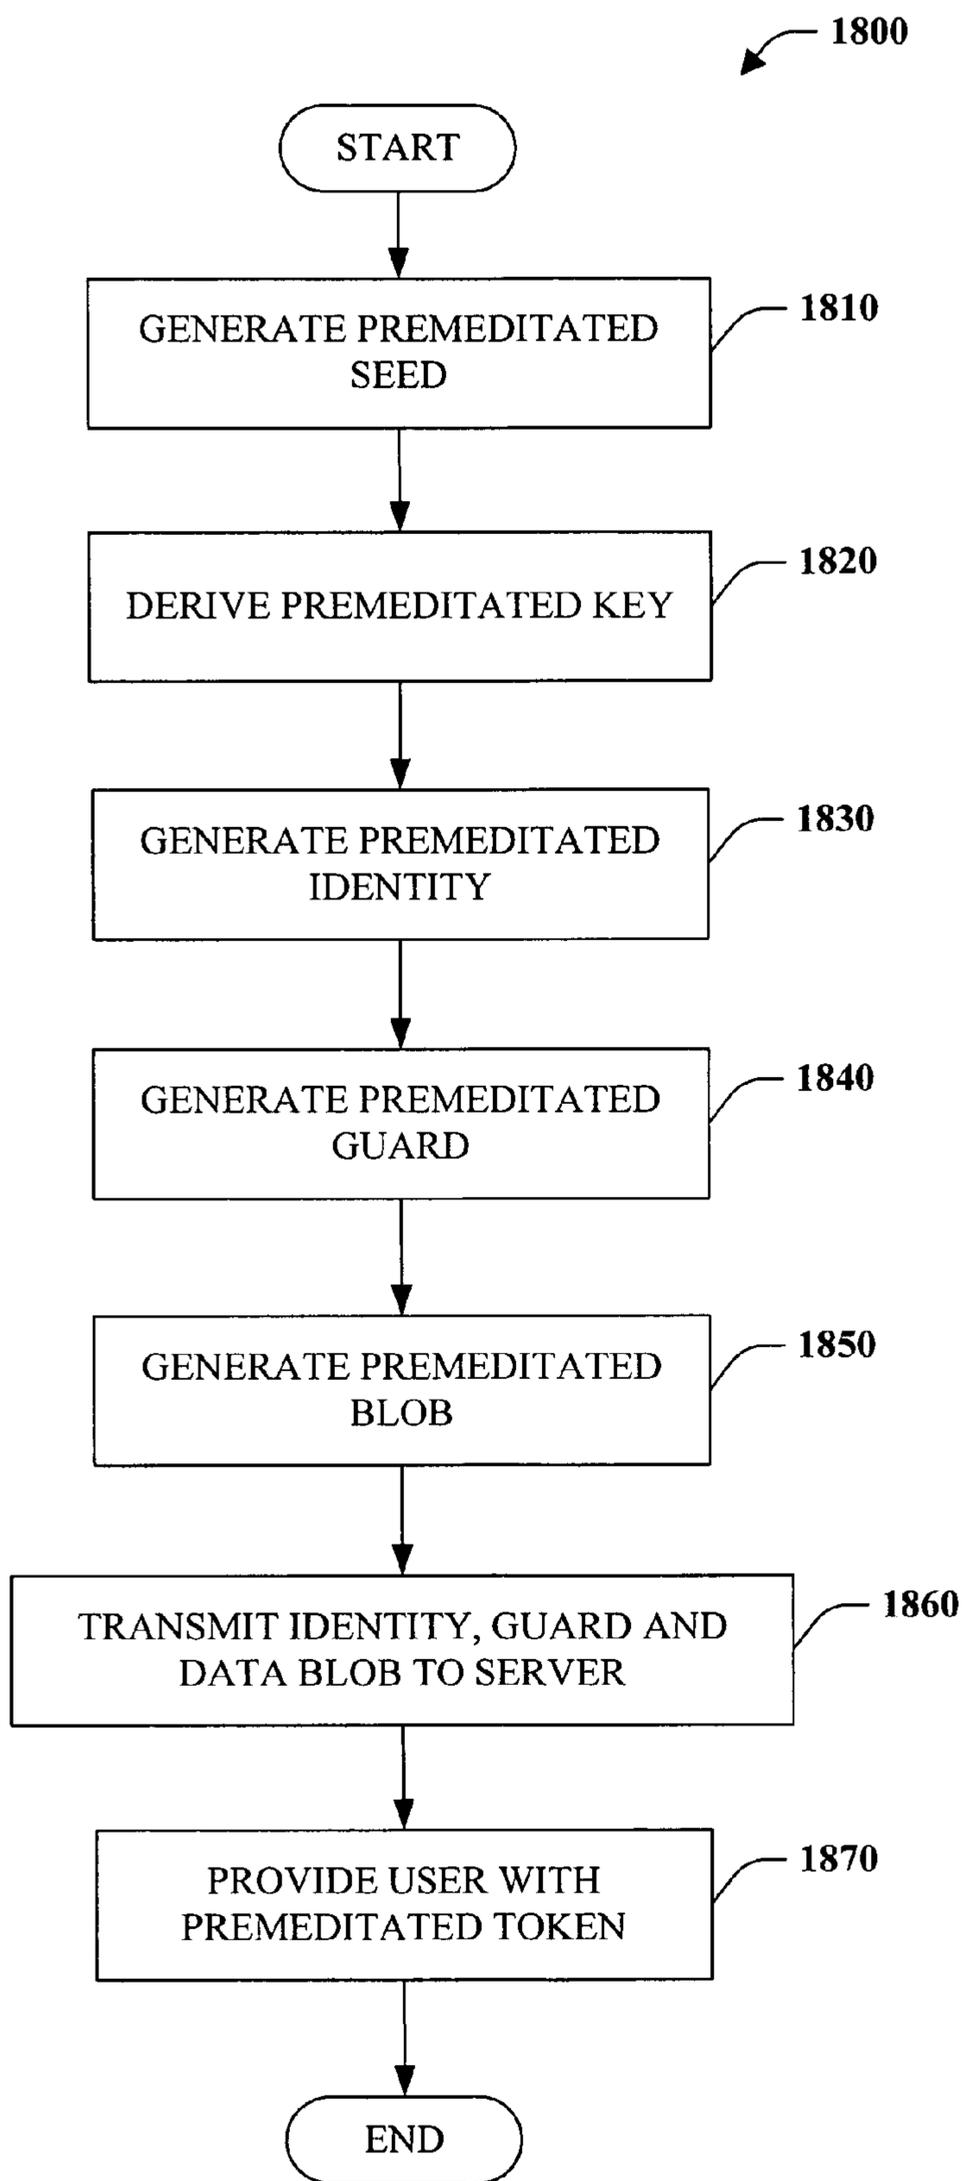 1800
START
GENERATE PREMEDITATED
SEED
1810
DERIVE PREMEDITATED KEY
1820
GENERATE PREMEDITATED
IDENTITY
1830
GENERATE PREMEDITATED
GUARD
1840
GENERATE PREMEDITATED
BLOB
1850
TRANSMIT IDENTITY, GUARD AND
DATA BLOB TO SERVER
1860
PROVIDE USER WITH
PREMEDITATED TOKEN
1870
END